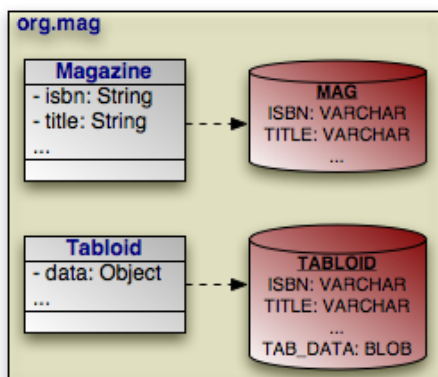 org.mag
Magazine
- isbn: String
- title: String
...
MAG
ISBN: VARCHAR
TITLE: VARCHAR
...
Tabloid
- data: Object
...
TABLOID
ISBN: VARCHAR
TITLE: VARCHAR
...
TAB_DATA: BLOB